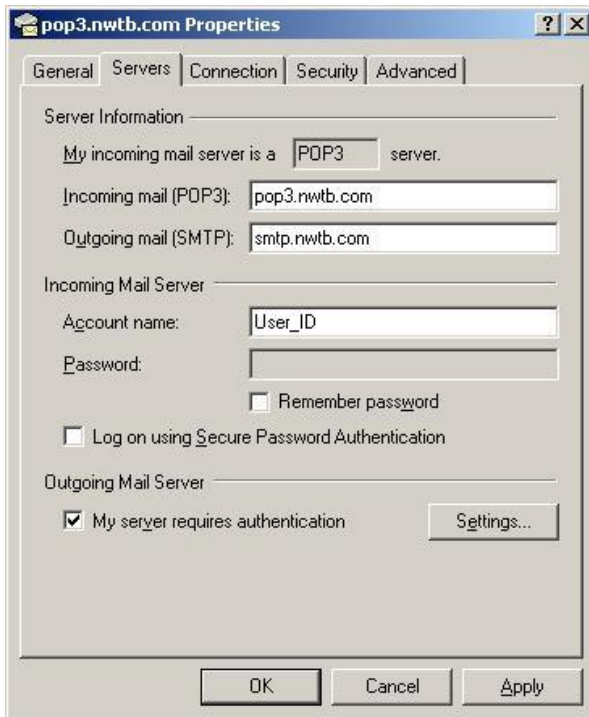 pop3.nwtb.com Properties
General Servers Connection Security Advanced
Server Information
My incoming mail server is a POP3 server.
Incoming mail (POP3): pop3.nwtb.com
Outgoing mail (SMTP): smtp.nwtb.com
Incoming Mail Server
Account name: User_ID
Password:
Remember password
Log on using Secure Password Authentication
Outgoing Mail Server
My server requires authentication Settings...
OK Cancel Apply